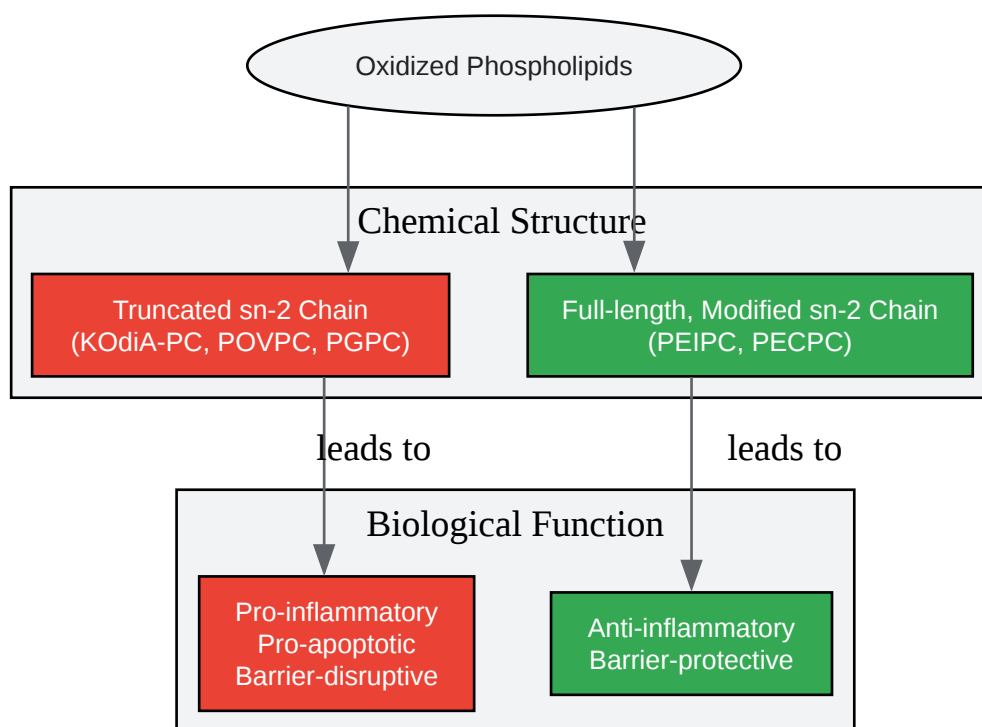 Oxidized Phospholipids
Chemical Structure
Truncated sn-2 Chain
(KOdiA-PC, POVPC, PGPC)
Full-length, Modified sn-2 Chain
(PEIPC, PECPC)
leads to
leads to
Biological Function
Pro-inflammatory
Pro-apoptotic
Barrier-disruptive
Anti-inflammatory
Barrier-protective